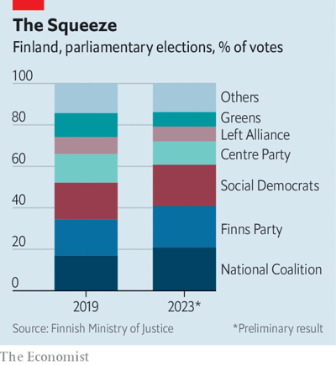 The Squeeze
Finland, parliamentary elections, % of votes
100
80
60
40
20
0
Others
Greens
Left Alliance
Centre Party
Social Democrats
Finns Party
National Coalition
2019
2023*
Source: Finnish Ministry of Justice
*Preliminary result
The Economist